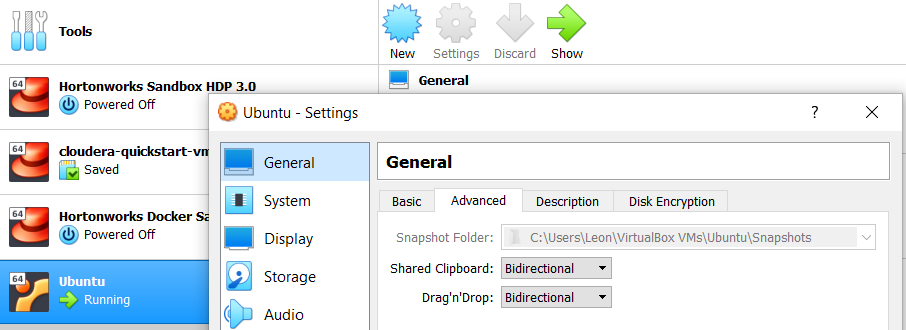 Tools
New
Settings
Discard
Show
64
Hortonworks Sandbox HDP 3.0
Powered Off
64
cloudera-quickstart-vm
Saved
64
Hortonworks Docker Sa
Powered Off
64
Ubuntu
Running
General
Ubuntu - Settings
?
General
System
Display
Storage
Audio
General
Basic
Advanced
Description
Disk Encryption
Snapshot Folder:
C:\Users\Leon\VirtualBox VMs\Ubuntu\Snapshots
Shared Clipboard:
Bidirectional
Drag'n'Drop:
Bidirectional